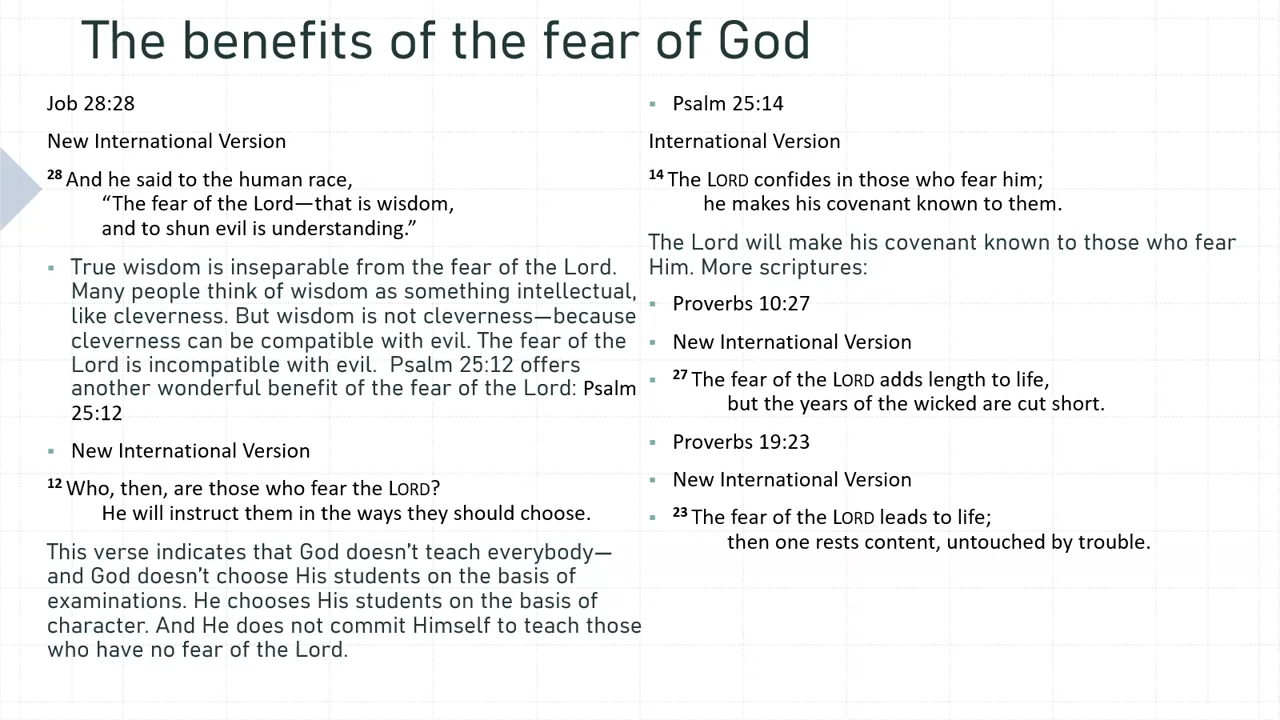 The benefits of the fear of God
Job 28:28
New International Version
28 And he said to the human race,
“The fear of the Lord—that is wisdom,
and to shun evil is understanding.”
▪ True wisdom is inseparable from the fear of the Lord.
Many people think of wisdom as something intellectual,
like cleverness. But wisdom is not cleverness—because
cleverness can be compatible with evil. The fear of the
Lord is incompatible with evil.  Psalm 25:12 offers
another wonderful benefit of the fear of the Lord: Psalm
25:12
▪ New International Version
12 Who, then, are those who fear the LORD?
He will instruct them in the ways they should choose.
This verse indicates that God doesn’t teach everybody—
and God doesn’t choose His students on the basis of
examinations. He chooses His students on the basis of
character. And He does not commit Himself to teach those
who have no fear of the Lord.
▪ Psalm 25:14
International Version
14 The LORD confides in those who fear him;
he makes his covenant known to them.
The Lord will make his covenant known to those who fear
Him. More scriptures:
▪ Proverbs 10:27
▪ New International Version
▪ 27 The fear of the LORD adds length to life,
but the years of the wicked are cut short.
▪ Proverbs 19:23
▪ New International Version
▪ 23 The fear of the LORD leads to life;
then one rests content, untouched by trouble.